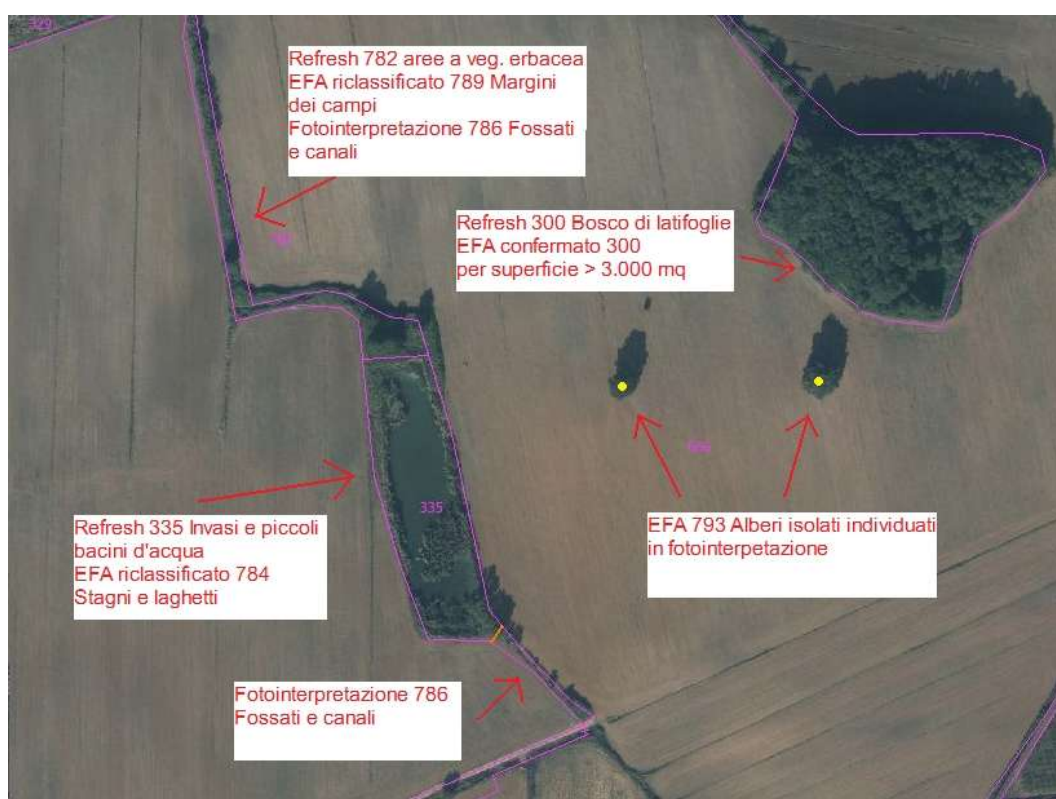 329
Refresh 782 aree a veg. erbacea
EFA riclassificato 789 Margini
dei campi
Fotointerpretazione 786 Fossati
e canali
Refresh 300 Bosco di latifoglie
EFA confermato 300
per superficie > 3.000 mq
335
Refresh 335 Invasi e piccoli
bacini d'acqua
EFA riclassificato 784
Stagni e laghetti
EFA 793 Alberi isolati individuati
in fotointerpetazione
Fotointerpretazione 786
Fossati e canali